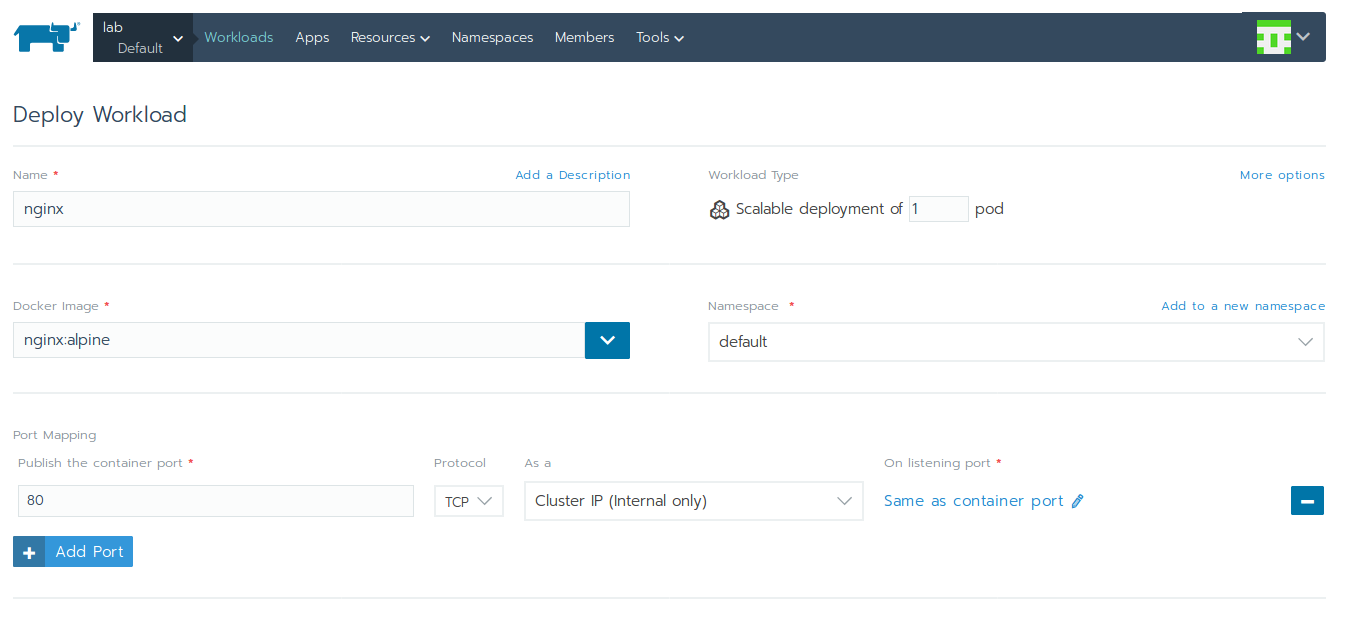 lab
Default
Workloads Apps Resources Namespaces Members Tools
Deploy Workload
Name * Add a Description
nginx
Workload Type More options
Scalable deployment of 1 pod
Docker Image *
nginx:alpine
Namespace * Add to a new namespace
default
Port Mapping
Publish the container port * Protocol As a On listening port *
80 TCP Cluster IP (Internal only) Same as container port
+ Add Port